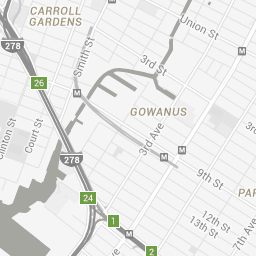 CARROLL
GARDENS
Union St
Smith St
278
3rd St
26
M
M
GOWANUS
Court St
Clinton St
3rd Ave
278
M
M
9th St
24
PAR
1
12th St
13th St
7th Ave
M
2